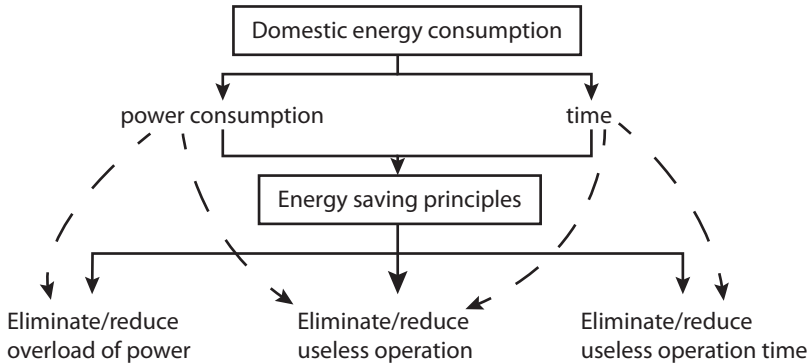 Domestic energy consumption
power consumption
time
Energy saving principles
Eliminate/reduce
overload of power
Eliminate/reduce
useless operation
Eliminate/reduce
useless operation time